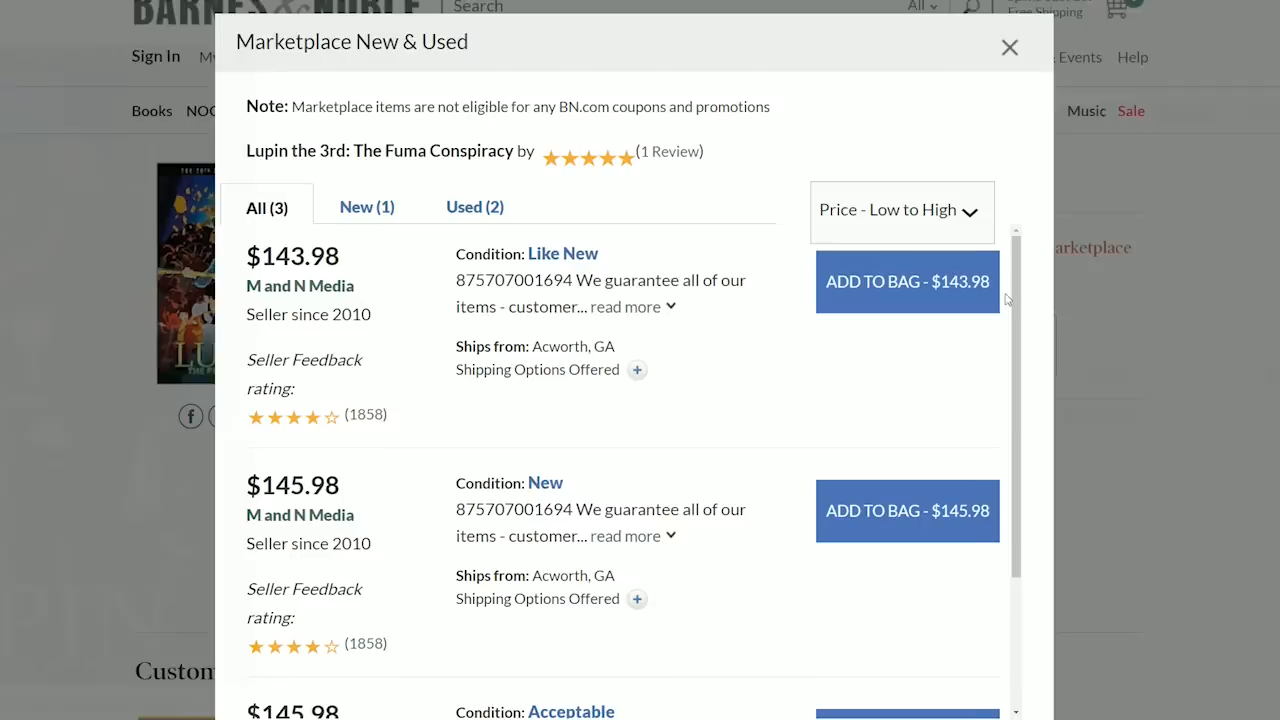 BARNES & NOBLE
Search
All
Free Shipping
Marketplace New & Used
Sign In
Events
Help
Note: Marketplace items are not eligible for any BN.com coupons and promotions
Books
Music
Sale
Lupin the 3rd: The Fuma Conspiracy by
(1 Review)
All (3)
New (1)
Used (2)
Price - Low to High
$143.98
Condition: Like New
M and N Media
875707001694 We guarantee all of our
items - customer... read more
ADD TO BAG - $143.98
Seller since 2010
Ships from: Acworth, GA
Shipping Options Offered
Seller Feedback
rating:
(1858)
$145.98
Condition: New
M and N Media
875707001694 We guarantee all of our
items - customer... read more
ADD TO BAG - $145.98
Seller since 2010
Ships from: Acworth, GA
Shipping Options Offered
Seller Feedback
rating:
(1858)
Custom
$145.98
Condition: Acceptable